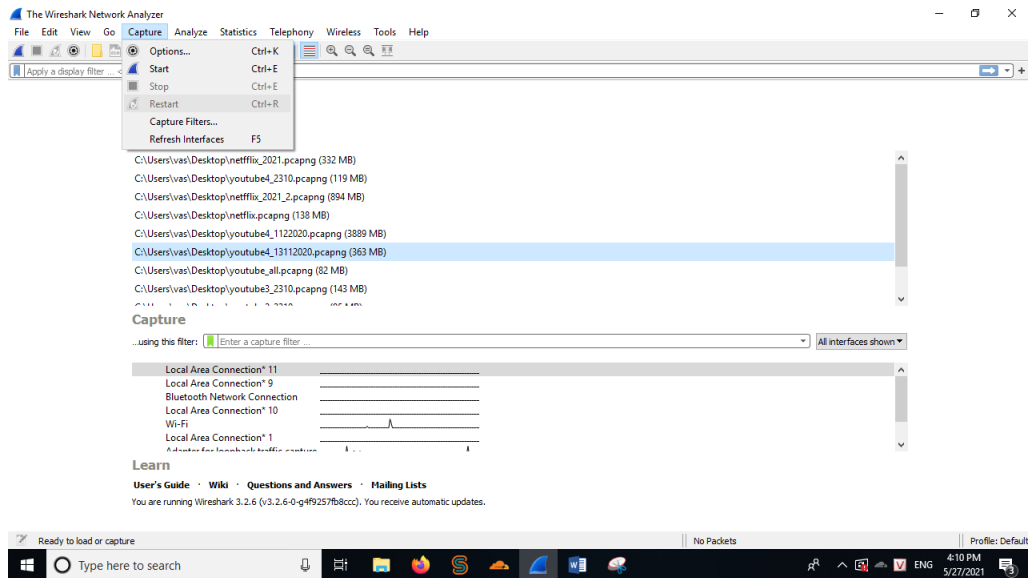 The Wireshark Network Analyzer
File Edit View Go Capture Analyze Statistics Telephony Wireless Tools Help
Options... Ctrl+K
Apply a display filter ... <
Start Ctrl+E
Stop Ctrl+E
Restart Ctrl+R
Capture Filters...
Refresh Interfaces F5
C:\Users\vas\Desktop\netfflix_2021.pcapng (332 MB)
C:\Users\vas\Desktop\youtube4_2310.pcapng (119 MB)
C:\Users\vas\Desktop\netfflix_2021_2.pcapng (894 MB)
C:\Users\vas\Desktop\netflix.pcapng (138 MB)
C:\Users\vas\Desktop\youtube4_1122020.pcapng (3889 MB)
C:\Users\vas\Desktop\youtube4_13112020.pcapng (363 MB)
C:\Users\vas\Desktop\youtube_all.pcapng (82 MB)
C:\Users\vas\Desktop\youtube3_2310.pcapng (143 MB)
Capture
...using this filter: Enter a capture filter ... All interfaces shown
Local Area Connection* 11
Local Area Connection* 9
Bluetooth Network Connection
Local Area Connection* 10
Wi-Fi
Local Area Connection* 1
Adapter for loopback traffic capture
Learn
User's Guide · Wiki · Questions and Answers · Mailing Lists
You are running Wireshark 3.2.6 (v3.2.6-0-g4f9257fb8ccc). You receive automatic updates.
Ready to load or capture No Packets Profile: Default
Type here to search ENG 4:10 PM
5/27/2021 3